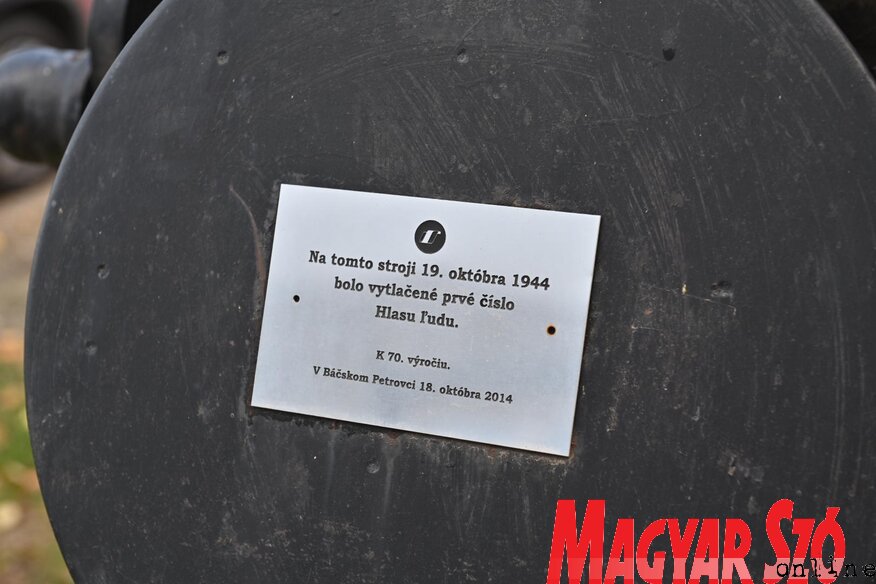 Na tomto stroji 19. októbra 1944
bolo vytlačené prvé číslo
Hlasu ľudu.
K 70. výročiu.
V Báčskom Petrovci 18. októbra 2014
MAGYAR SZÓ
online